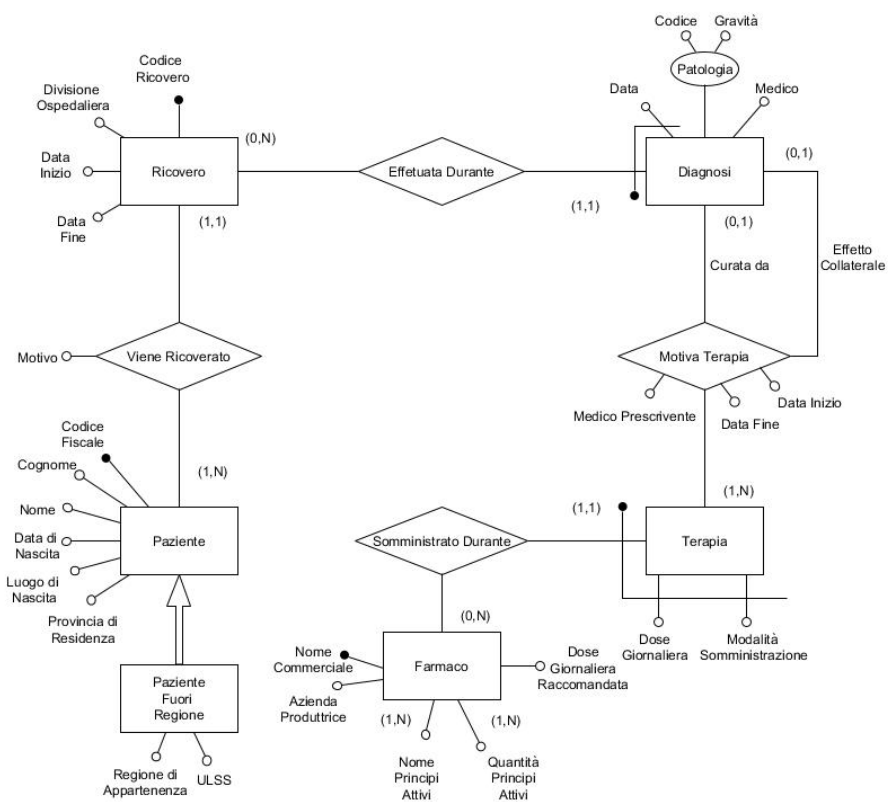 Codice
Gravità
Patologia
Codice
Ricovero
Divisione
Ospedaliera
Data
Medico
(0,N)
(0,1)
Data
Inizio
Ricovero
Effetuata Durante
Diagnosi
Data
Fine
(1,1)
(1,1)
(0,1)
Curata da
Effetto
Collaterale
Motivo
Viene Ricoverato
Motiva Terapia
Medico Prescrivente
Data Fine
Data Inizio
Codice
Fiscale
Cognome
(1,N)
(1,N)
Nome
(1,1)
Data di
Nascita
Paziente
Somministrato Durante
Terapia
Luogo di
Nascita
Provincia di
Residenza
(0,N)
Dose
Giornaliera
Modalità
Somministrazione
Nome
Commerciale
Farmaco
Dose
Giornaliera
Raccomandata
Paziente
Fuori
Regione
Azienda
Produttrice
(1,N)
(1,N)
Nome
Principi
Attivi
Quantità
Principi
Attivi
Regione di
Appartenenza
ULSS